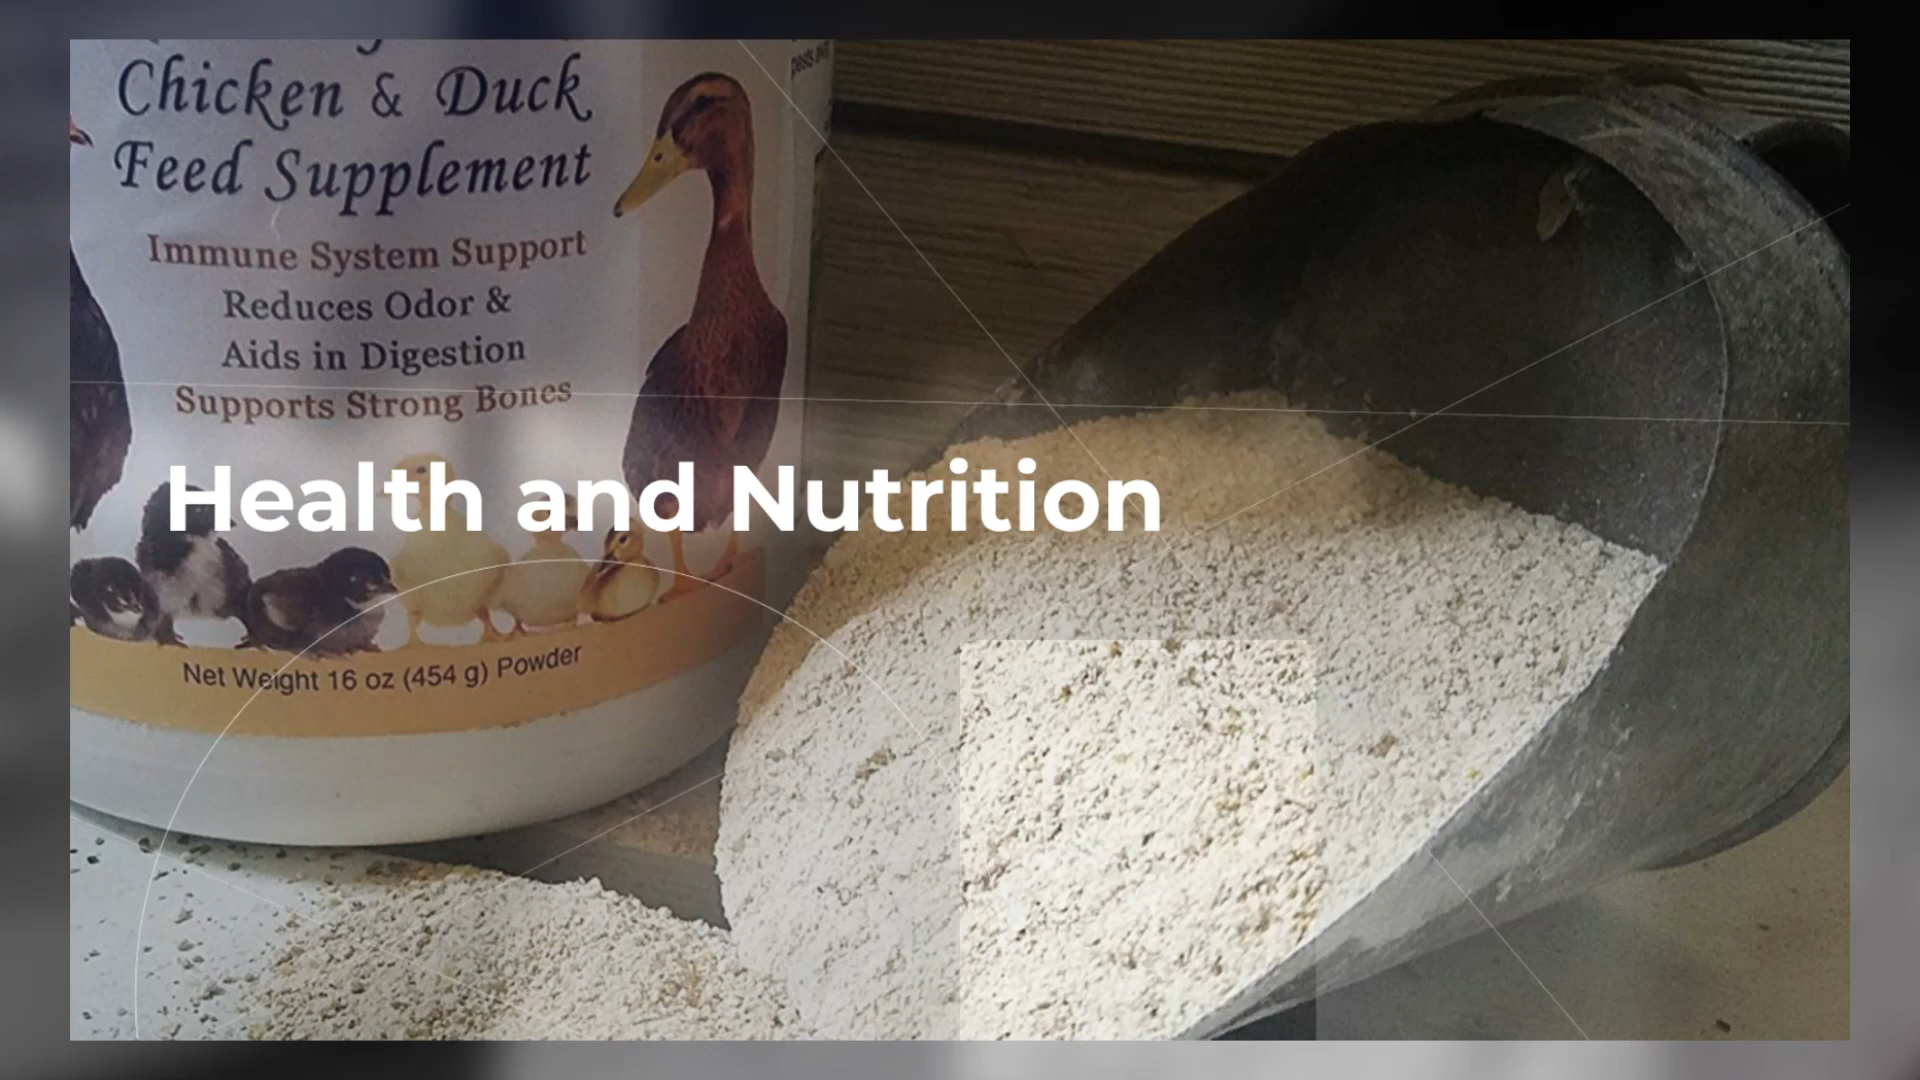 Chicken & Duck
Feed Supplement
Immune System Support
Reduces Odor &
Aids in Digestion
Supports Strong Bones
Health and Nutrition
Net Weight 16 oz (454 g) Powder